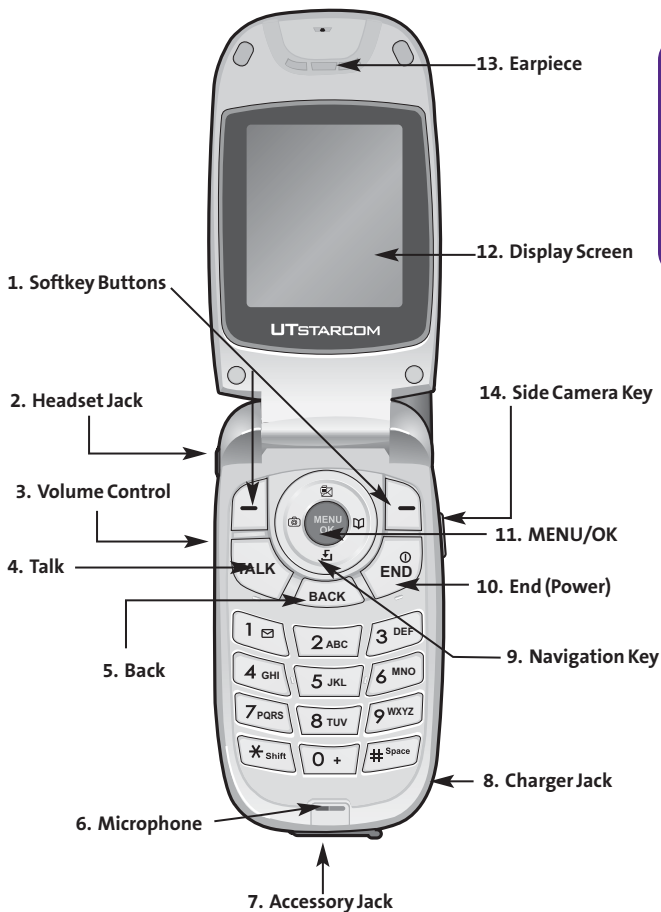 13. Earpiece
12. Display Screen
1. Softkey Buttons
UTSTARCOM
2. Headset Jack
14. Side Camera Key
3. Volume Control
MENU
OK
11. MENU/OK
4. Talk
TALK
END
10. End (Power)
BACK
5. Back
9. Navigation Key
1
2 ABC
3 DEF
4 GHI
5 JKL
6 MNO
7 PQRS
8 TUV
9 WXYZ
* Shift
0 +
# Space
8. Charger Jack
6. Microphone
7. Accessory Jack